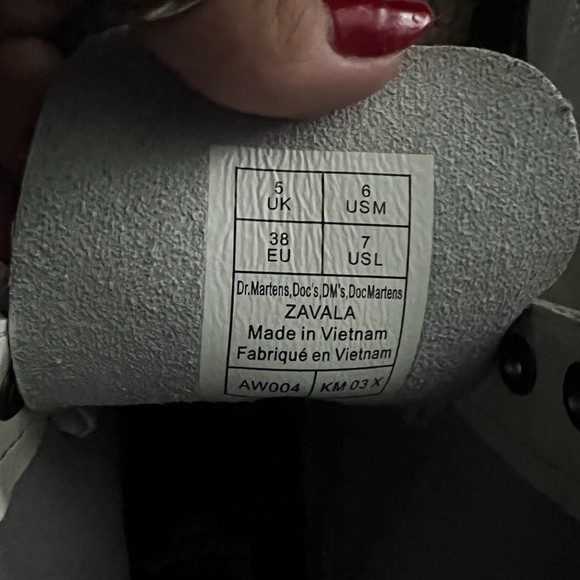 5 UK
6 USM
38 EU
7 USL
Dr.Martens,Doc's,DM's,DocMartens
ZAVALA
Made in Vietnam
Fabriqué en Vietnam
AW004 KM 03 X